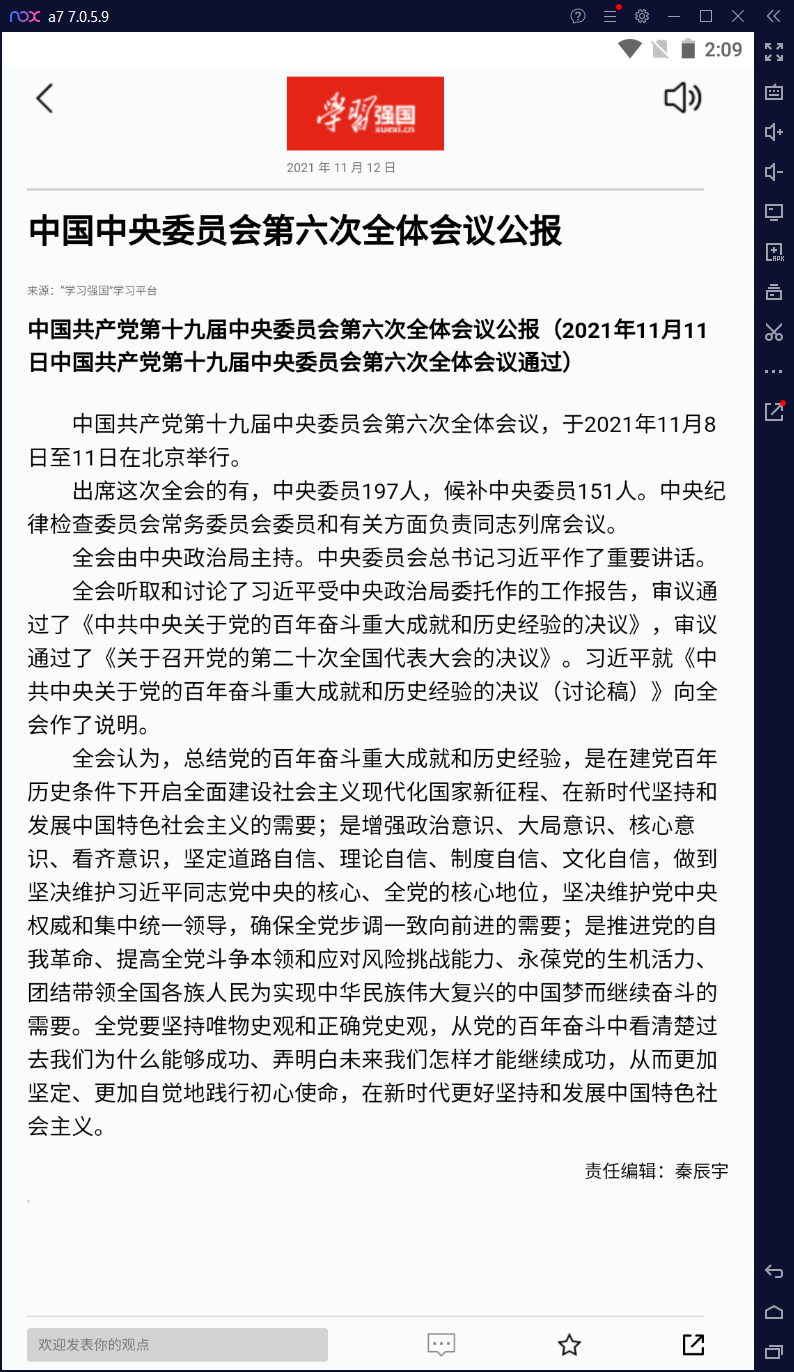 nox a7 7.0.5.9
2:09
学习强国
xuexi.cn
2021 年 11 月 12 日
中国中央委员会第六次全体会议公报
来源：“学习强国”学习平台
中国共产党第十九届中央委员会第六次全体会议公报（2021年11月11
日中国共产党第十九届中央委员会第六次全体会议通过）
中国共产党第十九届中央委员会第六次全体会议，于2021年11月8
日至11日在北京举行。
出席这次全会的有，中央委员197人，候补中央委员151人。中央纪
律检查委员会常务委员会委员和有关方面负责同志列席会议。
全会由中央政治局主持。中央委员会总书记习近平作了重要讲话。
全会听取和讨论了习近平受中央政治局委托作的工作报告，审议通
过了《中共中央关于党的百年奋斗重大成就和历史经验的决议》，审议
通过了《关于召开党的第二十次全国代表大会的决议》。习近平就《中
共中央关于党的百年奋斗重大成就和历史经验的决议（讨论稿）》向全
会作了说明。
全会认为，总结党的百年奋斗重大成就和历史经验，是在建党百年
历史条件下开启全面建设社会主义现代化国家新征程、在新时代坚持和
发展中国特色社会主义的需要；是增强政治意识、大局意识、核心意
识、看齐意识，坚定道路自信、理论自信、制度自信、文化自信，做到
坚决维护习近平同志党中央的核心、全党的核心地位，坚决维护党中央
权威和集中统一领导，确保全党步调一致向前进的需要；是推进党的自
我革命、提高全党斗争本领和应对风险挑战能力、永葆党的生机活力、
团结带领全国各族人民为实现中华民族伟大复兴的中国梦而继续奋斗的
需要。全党要坚持唯物史观和正确党史观，从党的百年奋斗中看清楚过
去我们为什么能够成功、弄明白未来我们怎样才能继续成功，从而更加
坚定、更加自觉地践行初心使命，在新时代更好坚持和发展中国特色社
会主义。
责任编辑：秦辰宇
欢迎发表你的观点